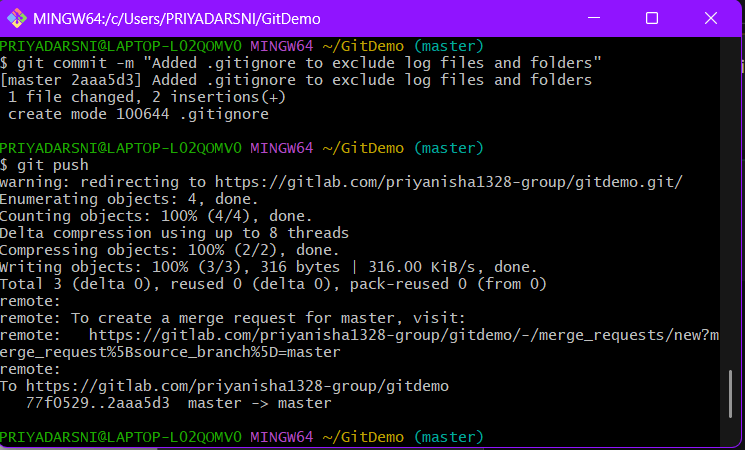 MINGW64:/c/Users/PRIYADARSNI/GitDemo
PRIYADARSNI@LAPTOP-LO2QOMVO MINGW64 ~/GitDemo (master)
$ git commit -m "Added .gitignore to exclude log files and folders"
[master 2aaa5d3] Added .gitignore to exclude log files and folders
 1 file changed, 2 insertions(+)
 create mode 100644 .gitignore
PRIYADARSNI@LAPTOP-LO2QOMVO MINGW64 ~/GitDemo (master)
$ git push
warning: redirecting to https://gitlab.com/priyanisha1328-group/gitdemo.git/
Enumerating objects: 4, done.
Counting objects: 100% (4/4), done.
Delta compression using up to 8 threads
Compressing objects: 100% (2/2), done.
Writing objects: 100% (3/3), 316 bytes | 316.00 KiB/s, done.
Total 3 (delta 0), reused 0 (delta 0), pack-reused 0 (from 0)
remote:
remote: To create a merge request for master, visit:
remote:   https://gitlab.com/priyanisha1328-group/gitdemo/-/merge_requests/new?m
erge_request%5Bsource_branch%5D=master
remote:
To https://gitlab.com/priyanisha1328-group/gitdemo
   77f0529..2aaa5d3  master -> master
PRIYADARSNI@LAPTOP-LO2QOMVO MINGW64 ~/GitDemo (master)